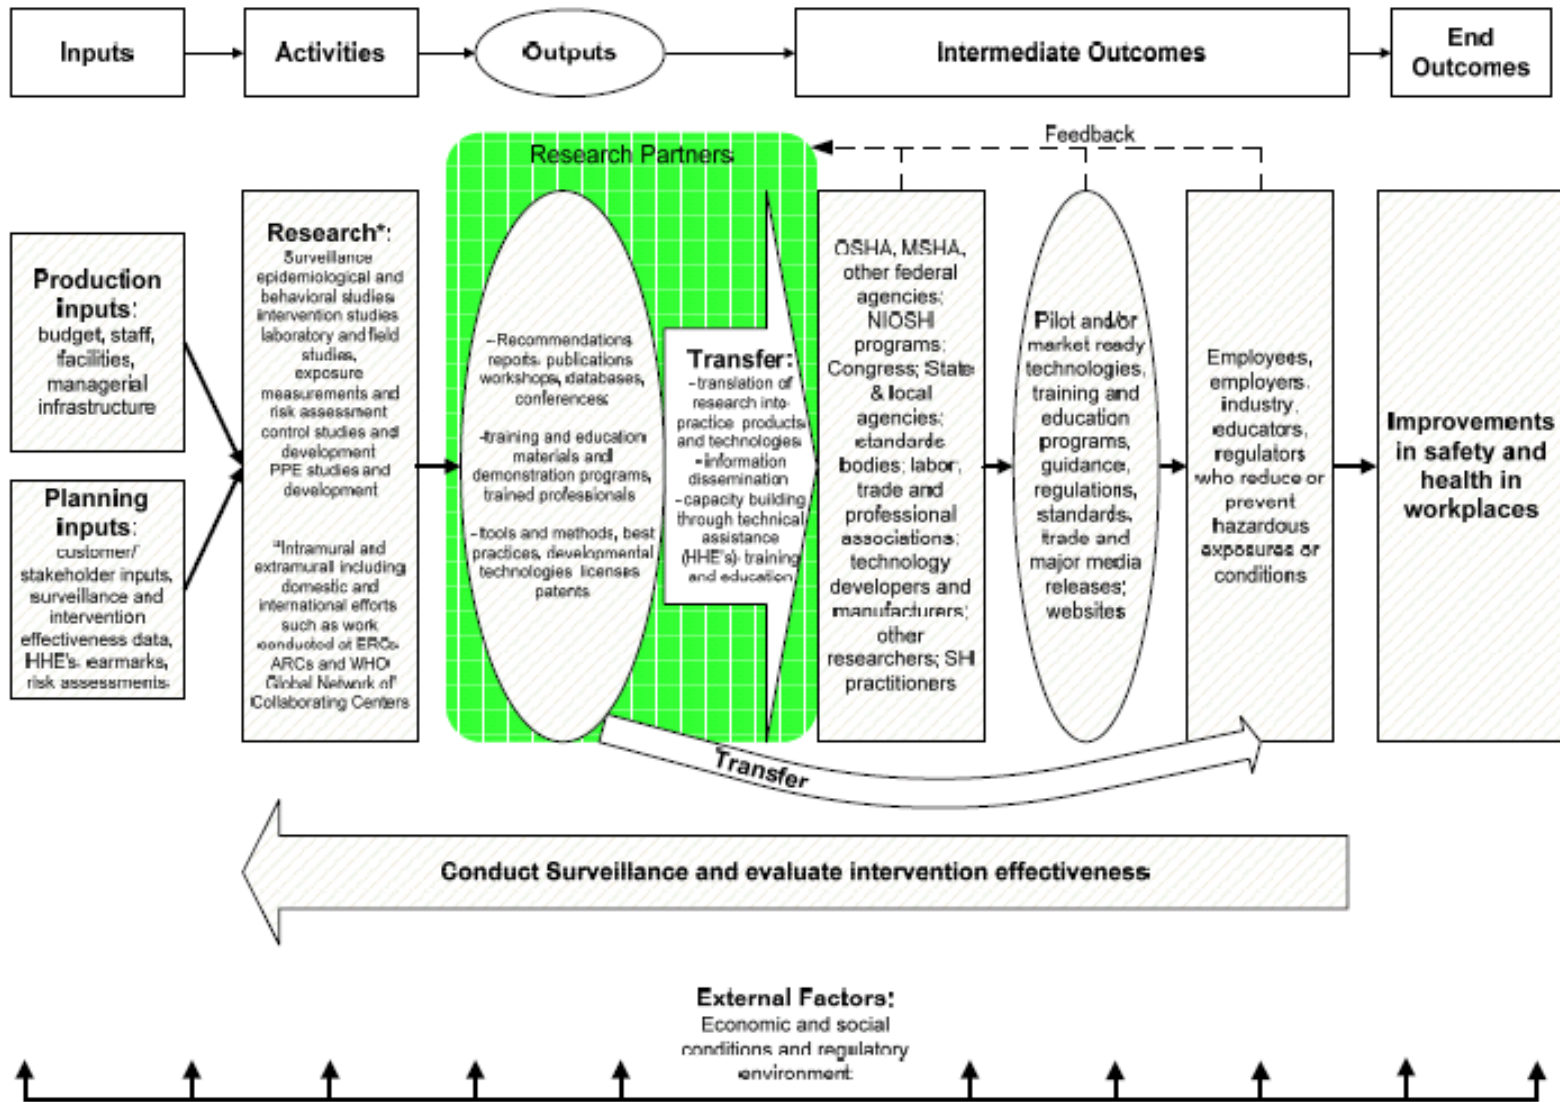 Inputs
Activities
Outputs
Intermediate Outcomes
End
Outcomes
Feedback
Research Partners
Production
inputs:
budget, staff,
facilities,
managerial
infrastructure
Planning
inputs:
customer/
stakeholder inputs,
surveillance and
intervention
effectiveness data,
HHE's, earmarks,
risk assessments
Research*:
Surveillance
epidemiological and
behavioral studies
intervention studies
laboratory and field
studies,
exposure
measurements and
risk assessment
control studies and
development
PPE studies and
development
*Intramural and
extramural including
domestic and
international efforts
such as work
conducted at ERCs,
ARCs and WHO
Global Network of
Collaborating Centers
–Recommendations
reports, publications
workshops, databases,
conferences;
-training and education
materials and
demonstration programs,
trained professionals
–tools and methods, best
practices, developmental
technologies licenses
patents
Transfer:
–translation of
research into
practice products
and technologies
–information
dissemination
–capacity building
through technical
assistance
(HHE's) training
and education
OSHA, MSHA,
other federal
agencies;
NIOSH
programs;
Congress; State
& local
agencies;
standards
bodies; labor,
trade and
professional
associations;
technology
developers and
manufacturers;
other
researchers; SH
practitioners
Pilot and/or
market ready
technologies,
training and
education
programs,
guidance,
regulations,
standards,
trade and
major media
releases;
websites
Employees,
employers,
industry,
educators,
regulators
who reduce or
prevent
hazardous
exposures or
conditions
Improvements
in safety and
health in
workplaces
Transfer
Conduct Surveillance and evaluate intervention effectiveness
External Factors:
Economic and social
conditions and regulatory
environment